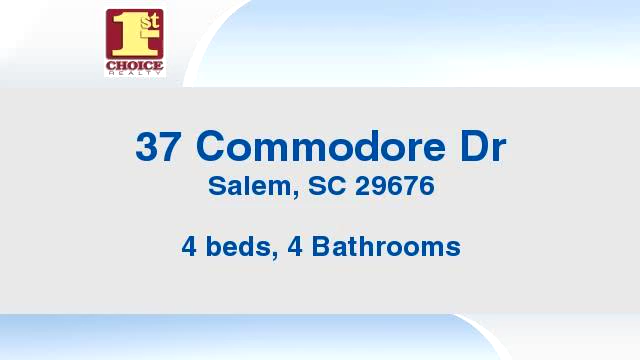 1st
CHOICE
REALTY
37 Commodore Dr
Salem, SC 29676
4 beds, 4 Bathrooms